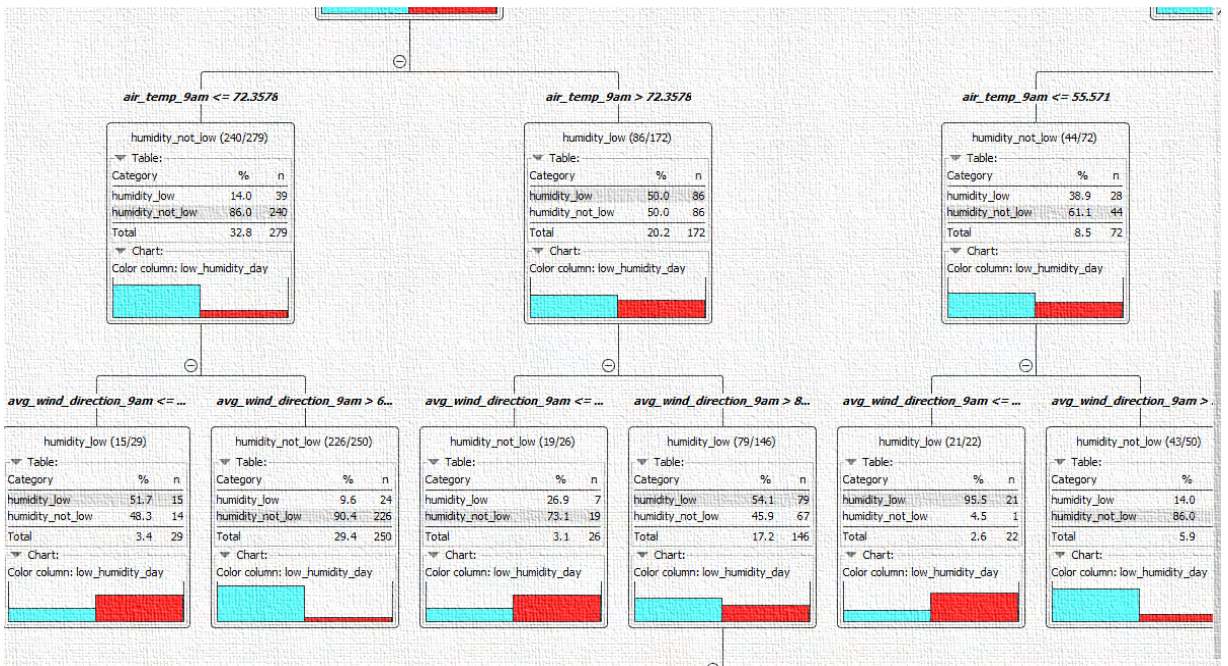 air_temp_9am <= 72.3578
air_temp_9am > 72.3578
air_temp_9am <= 55.571
humidity_not_low (240/279)
Table:
Category % n
humidity_low 14.0 39
humidity_not_low 86.0 240
Total 32.8 279
Chart:
Color column: low_humidity_day
humidity_low (86/172)
Table:
Category % n
humidity_low 50.0 86
humidity_not_low 50.0 86
Total 20.2 172
Chart:
Color column: low_humidity_day
humidity_not_low (44/72)
Table:
Category % n
humidity_low 38.9 28
humidity_not_low 61.1 44
Total 8.5 72
Chart:
Color column: low_humidity_day
avg_wind_direction_9am <= ...
avg_wind_direction_9am > 6...
avg_wind_direction_9am <= ...
avg_wind_direction_9am > 8...
avg_wind_direction_9am <= ...
avg_wind_direction_9am > .
humidity_low (15/29)
Table:
Category % n
humidity_low 51.7 15
humidity_not_low 48.3 14
Total 3.4 29
Chart:
Color column: low_humidity_day
humidity_not_low (226/250)
Table:
Category % n
humidity_low 9.6 24
humidity_not_low 90.4 226
Total 29.4 250
Chart:
Color column: low_humidity_day
humidity_not_low (19/26)
Table:
Category % n
humidity_low 26.9 7
humidity_not_low 73.1 19
Total 3.1 26
Chart:
Color column: low_humidity_day
humidity_low (79/146)
Table:
Category % n
humidity_low 54.1 79
humidity_not_low 45.9 67
Total 17.2 146
Chart:
Color column: low_humidity_day
humidity_low (21/22)
Table:
Category % n
humidity_low 95.5 21
humidity_not_low 4.5 1
Total 2.6 22
Chart:
Color column: low_humidity_day
humidity_not_low (43/50)
Table:
Category %
humidity_low 14.0
humidity_not_low 86.0
Total 5.9
Chart:
Color column: low_humidity_day